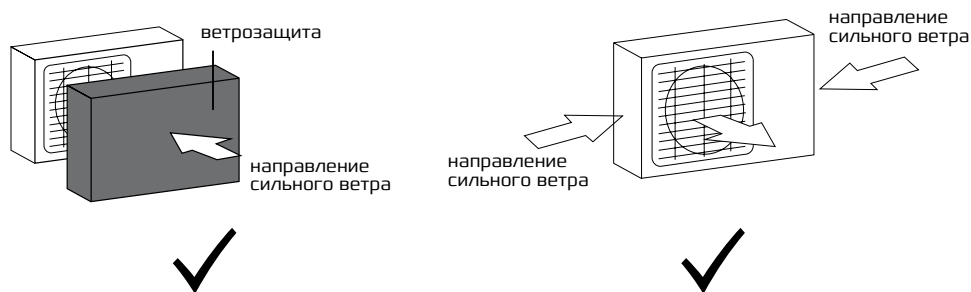 ветрозащита
направление
сильного ветра
направление
сильного ветра
направление
сильного ветра